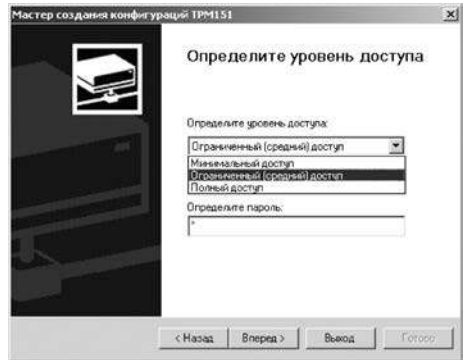 Мастер создания конфигураций ТРМ151
Определите уровень доступа
Определите уровень доступа:
Ограниченный (средний) доступ
Минимальный доступ
Ограниченный (средний) доступ
Полный доступ
Определите пароль:
*
< Назад Вперед > Выход Готово